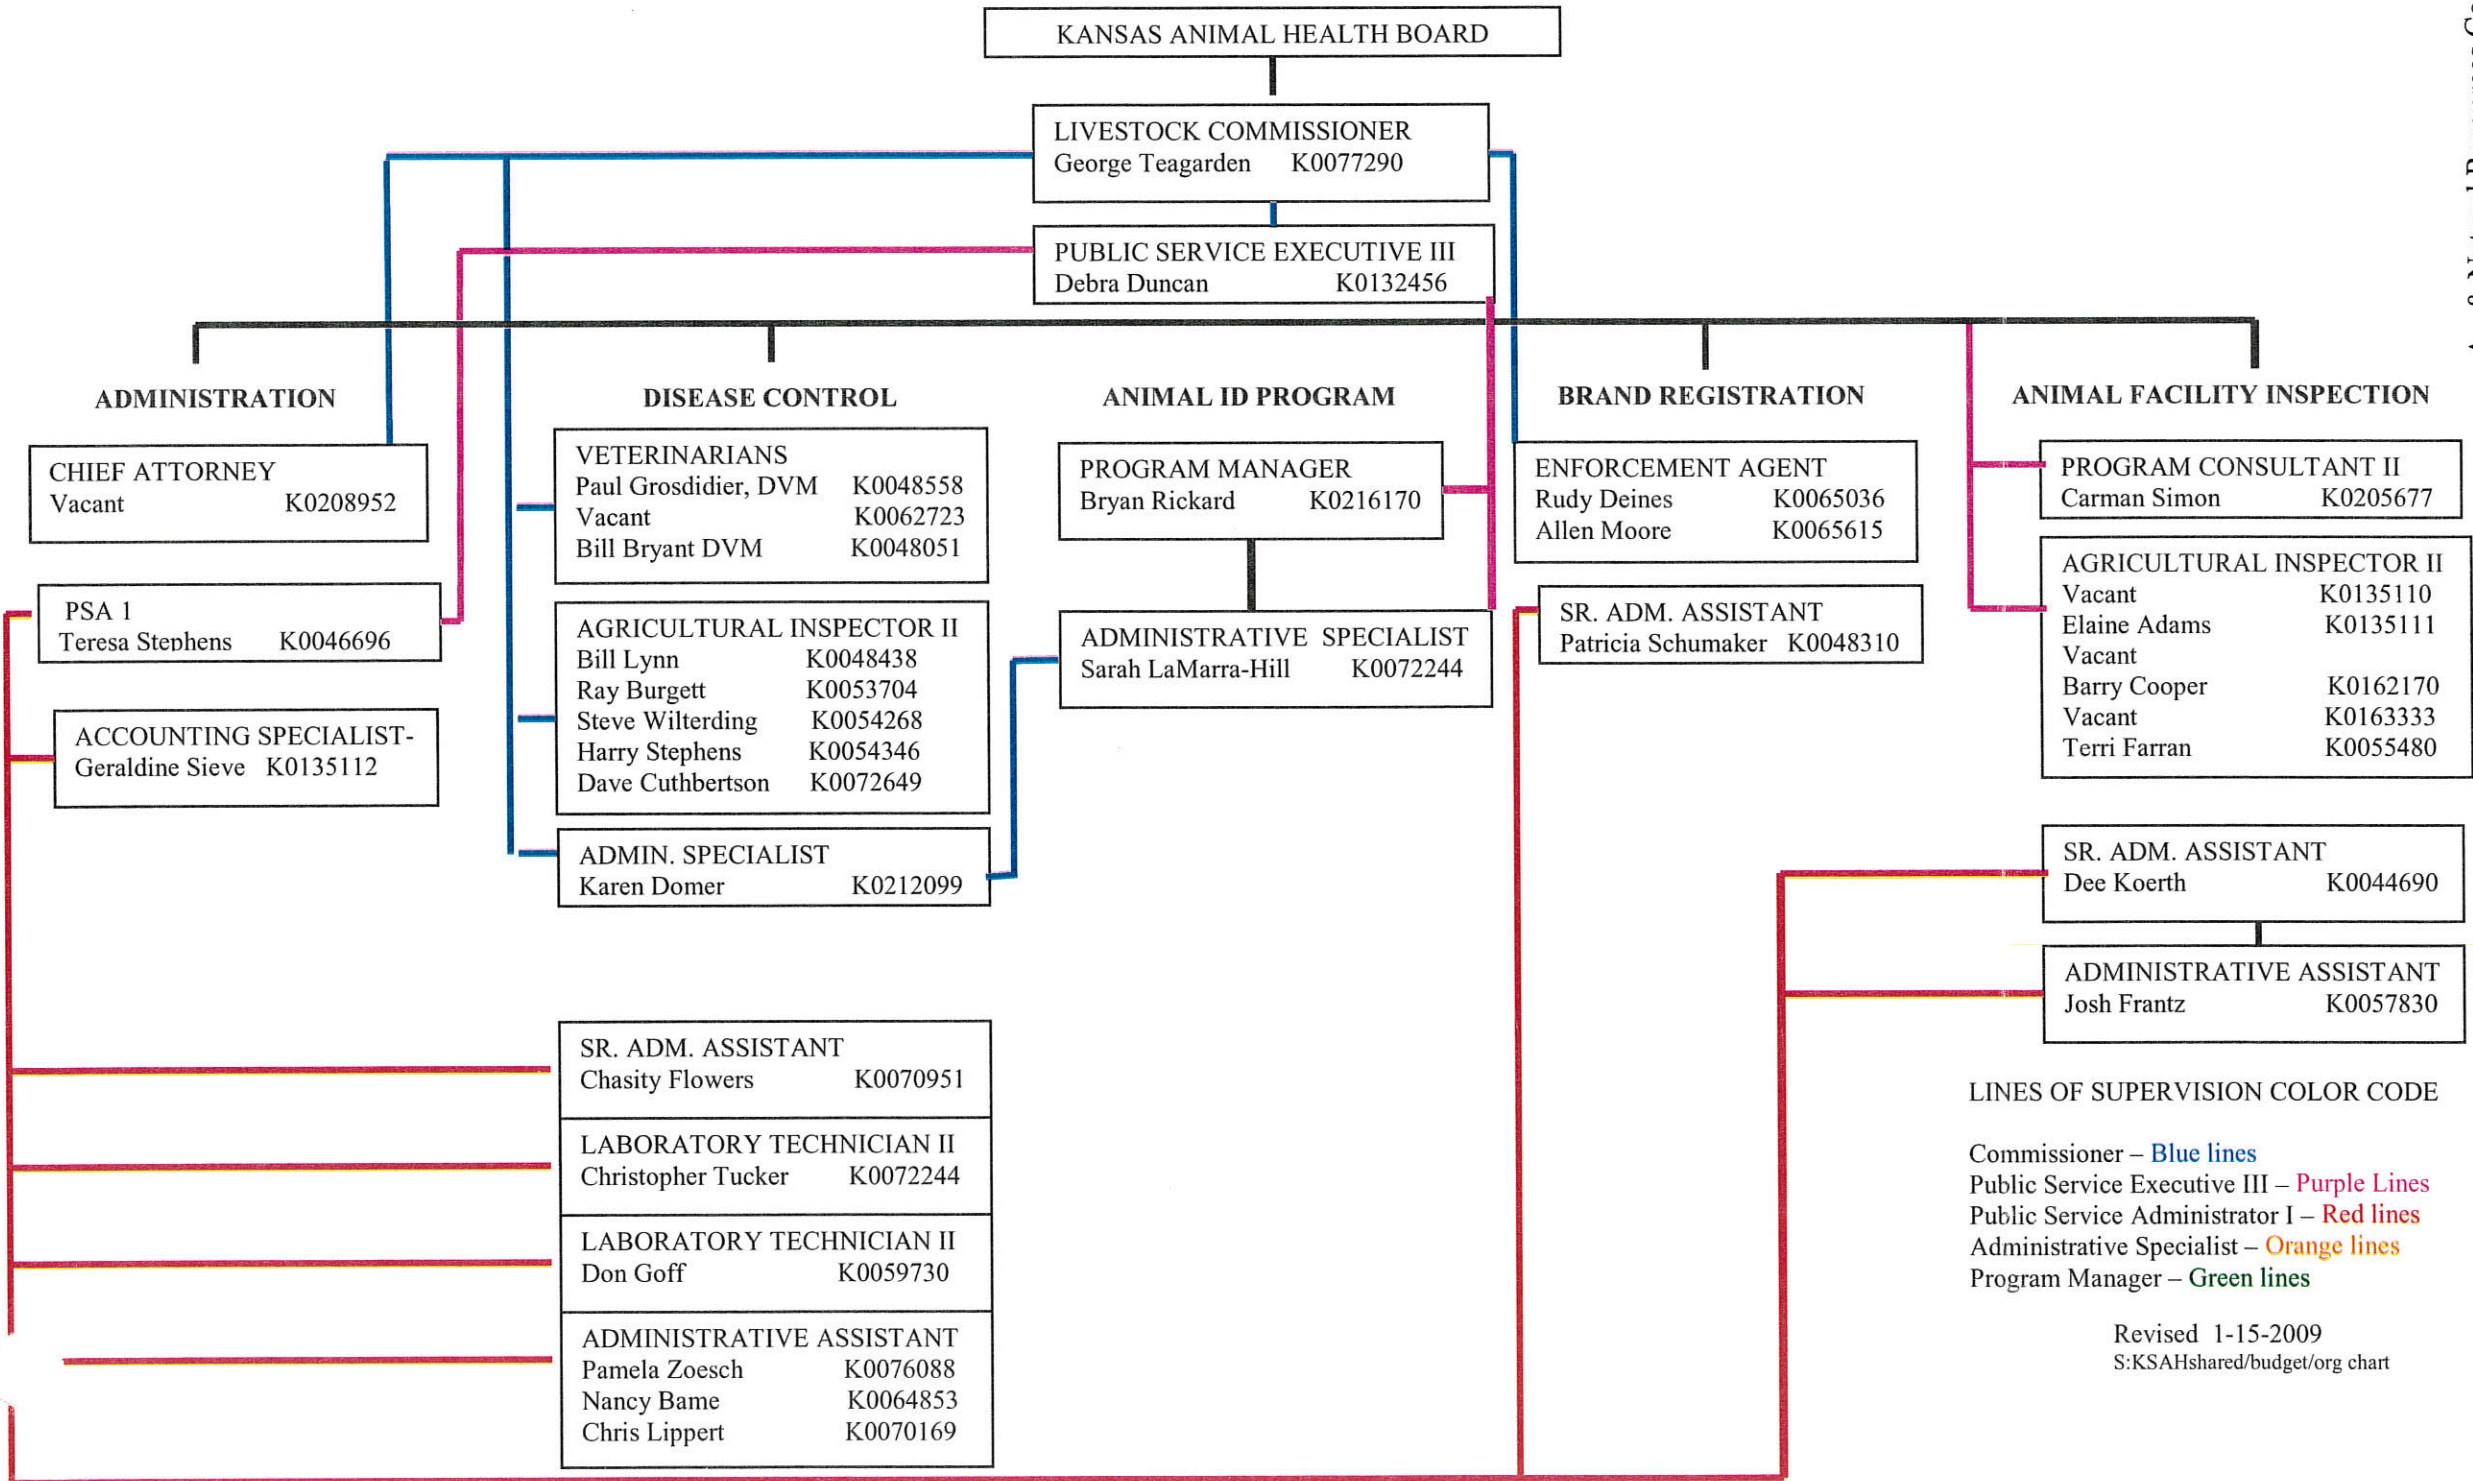 KANSAS ANIMAL HEALTH BOARD
LIVESTOCK COMMISSIONER
George Teagarden K0077290
PUBLIC SERVICE EXECUTIVE III
Debra Duncan K0132456
ADMINISTRATION
CHIEF ATTORNEY
Vacant K0208952
PSA 1
Teresa Stephens K0046696
ACCOUNTING SPECIALIST-
Geraldine Sieve K0135112
DISEASE CONTROL
VETERINARIANS
Paul Grosdidier, DVM K0048558
Vacant K0062723
Bill Bryant DVM K0048051
AGRICULTURAL INSPECTOR II
Bill Lynn K0048438
Ray Burgett K0053704
Steve Wilterding K0054268
Harry Stephens K0054346
Dave Cuthbertson K0072649
ADMIN. SPECIALIST
Karen Domer K0212099
SR. ADM. ASSISTANT
Chasity Flowers K0070951
LABORATORY TECHNICIAN II
Christopher Tucker K0072244
LABORATORY TECHNICIAN II
Don Goff K0059730
ADMINISTRATIVE ASSISTANT
Pamela Zoesch K0076088
Nancy Bame K0064853
Chris Lippert K0070169
ANIMAL ID PROGRAM
PROGRAM MANAGER
Bryan Rickard K0216170
ADMINISTRATIVE SPECIALIST
Sarah LaMarra-Hill K0072244
BRAND REGISTRATION
ENFORCEMENT AGENT
Rudy Deines K0065036
Allen Moore K0065615
SR. ADM. ASSISTANT
Patricia Schumaker K0048310
ANIMAL FACILITY INSPECTION
PROGRAM CONSULTANT II
Carman Simon K0205677
AGRICULTURAL INSPECTOR II
Vacant K0135110
Elaine Adams K0135111
Vacant
Barry Cooper K0162170
Vacant K0163333
Terri Farran K0055480
SR. ADM. ASSISTANT
Dee Koerth K0044690
ADMINISTRATIVE ASSISTANT
Josh Frantz K0057830
LINES OF SUPERVISION COLOR CODE
Commissioner – Blue lines
Public Service Executive III – Purple Lines
Public Service Administrator I – Red lines
Administrative Specialist – Orange lines
Program Manager – Green lines
Revised 1-15-2009
S:KSAHshared/budget/org chart